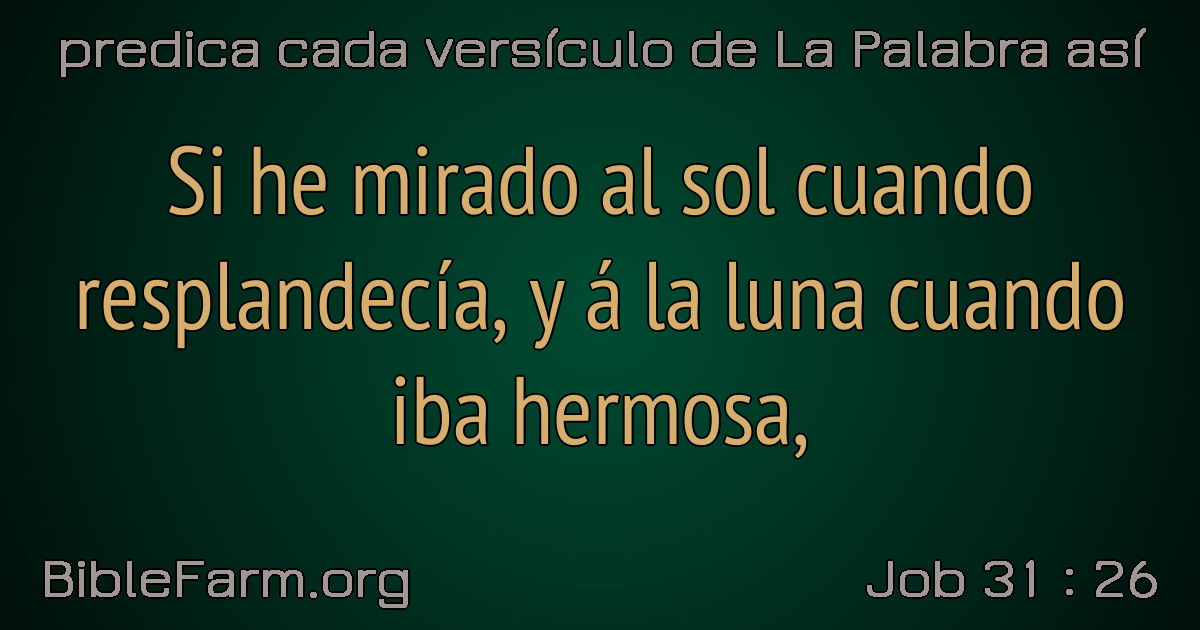 predica cada versículo de La Palabra así
Si he mirado al sol cuando
resplandecía, y á la luna cuando
iba hermosa,
BibleFarm.org
Job 31 : 26